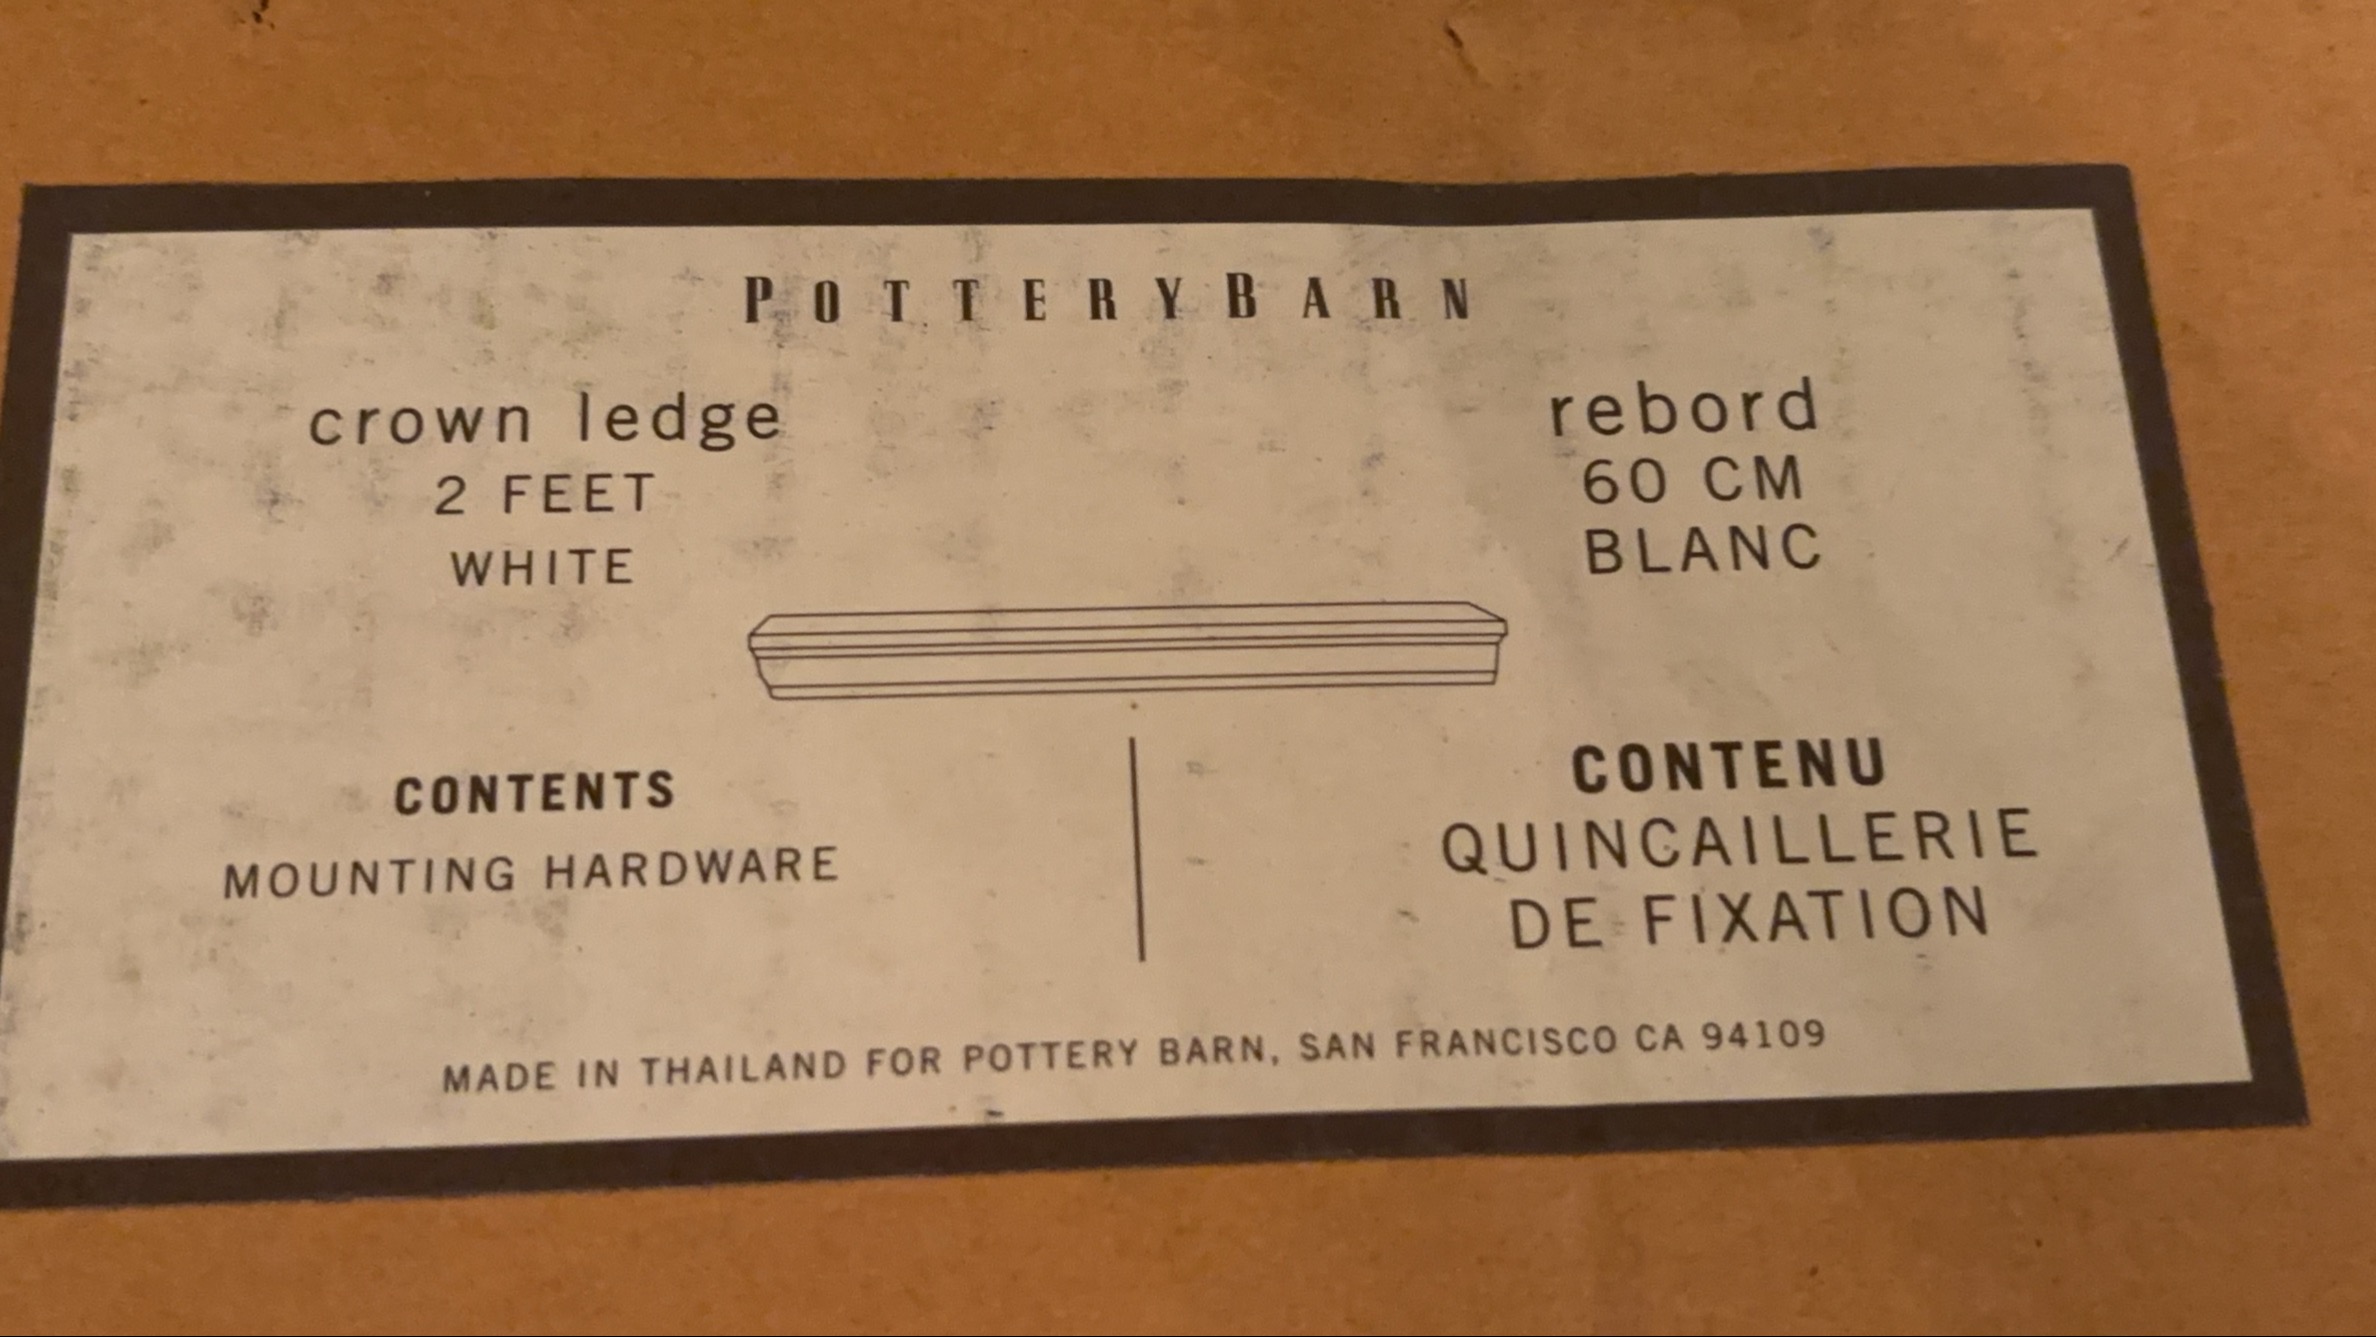 POTTERYBARN
crown ledge
2 FEET
WHITE
rebord
60 CM
BLANC
CONTENTS
MOUNTING HARDWARE
CONTENU
QUINCAILLERIE
DE FIXATION
MADE IN THAILAND FOR POTTERY BARN, SAN FRANCISCO CA 94109